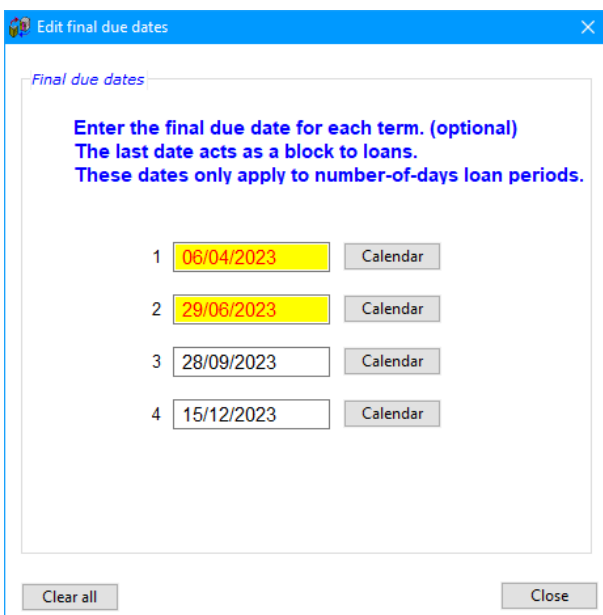 Edit final due dates
Final due dates
Enter the final due date for each term. (optional)
The last date acts as a block to loans.
These dates only apply to number-of-days loan periods.
1 06/04/2023 Calendar
2 29/06/2023 Calendar
3 28/09/2023 Calendar
4 15/12/2023 Calendar
Clear all Close